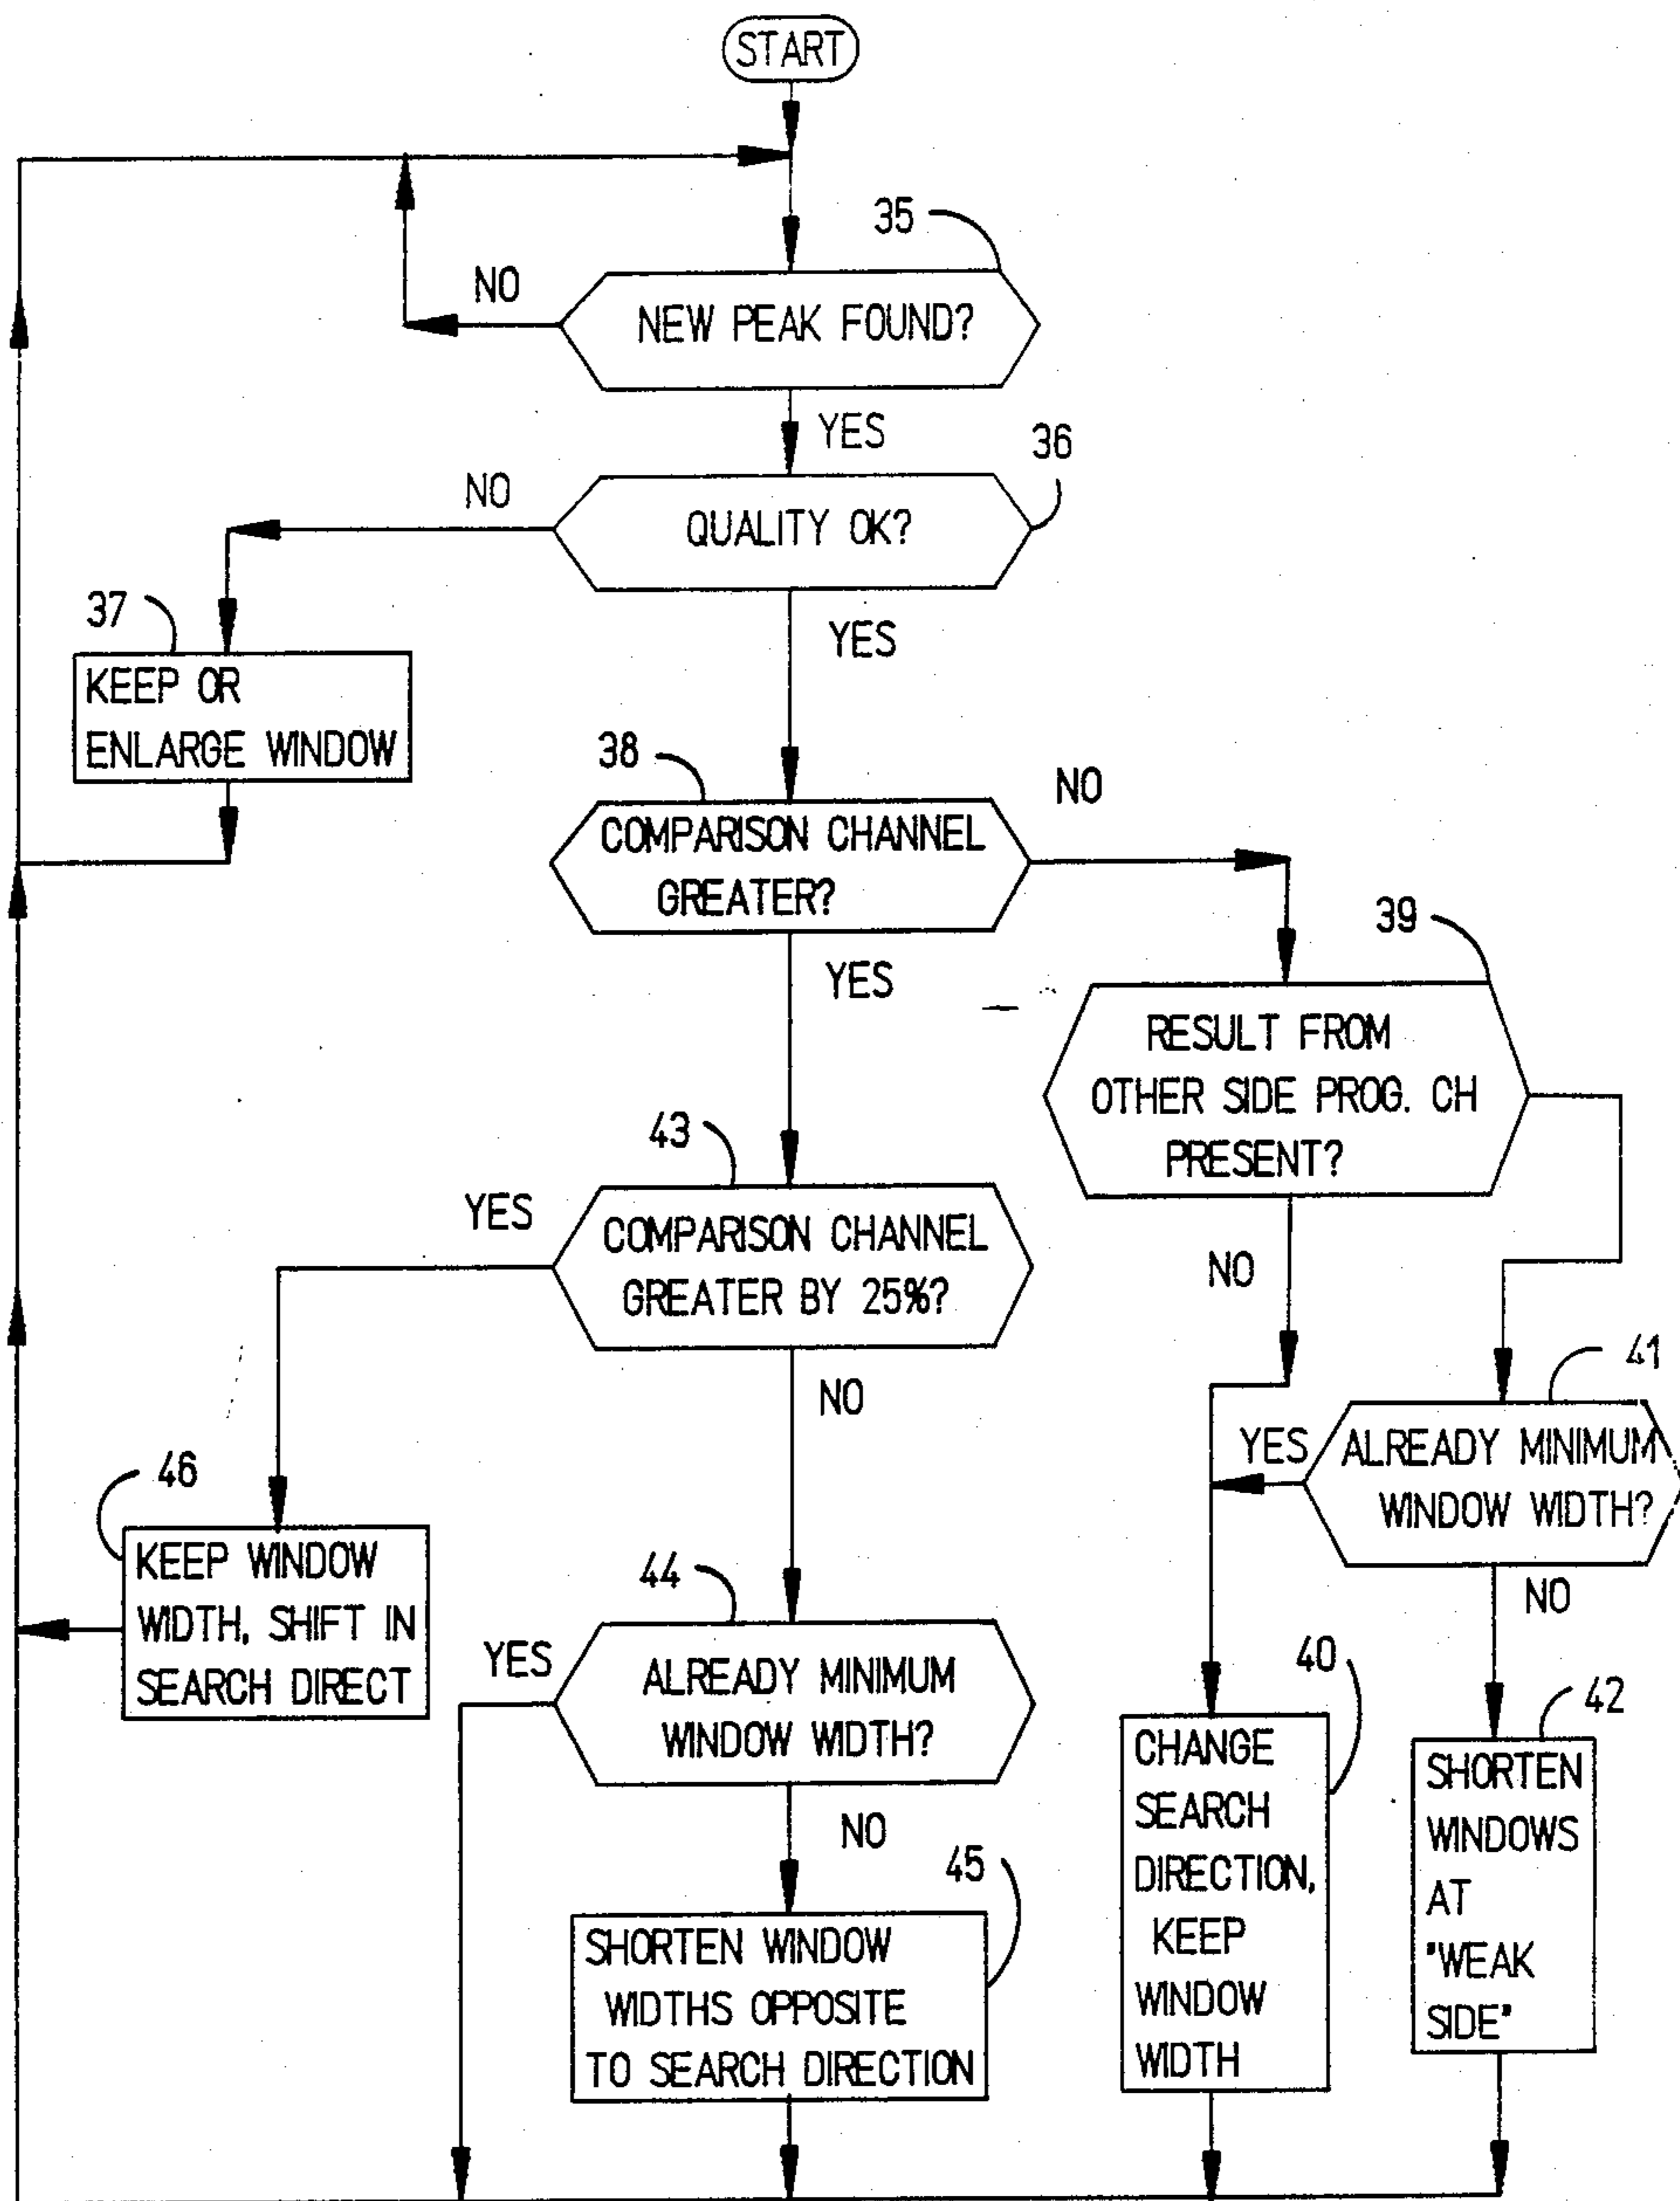 START
35
NO
NEW PEAK FOUND?
YES
36
NO
QUALITY OK?
37
YES
KEEP OR
ENLARGE WINDOW
38
NO
COMPARISON CHANNEL
GREATER?
39
YES
RESULT FROM
OTHER SIDE PROG. CH
PRESENT?
43
YES
COMPARISON CHANNEL
GREATER BY 25%?
NO
NO
41
YES
ALREADY MINIMUM
WINDOW WIDTH?
46
KEEP WINDOW
WIDTH, SHIFT IN
SEARCH DIRECT
44
NO
YES
ALREADY MINIMUM
WINDOW WIDTH?
40
42
CHANGE
SEARCH
DIRECTION,
KEEP
WINDOW
WIDTH
SHORTEN
WINDOWS
AT
"WEAK
SIDE"
NO
45
SHORTEN WINDOW
WIDTHS OPPOSITE
TO SEARCH DIRECTION